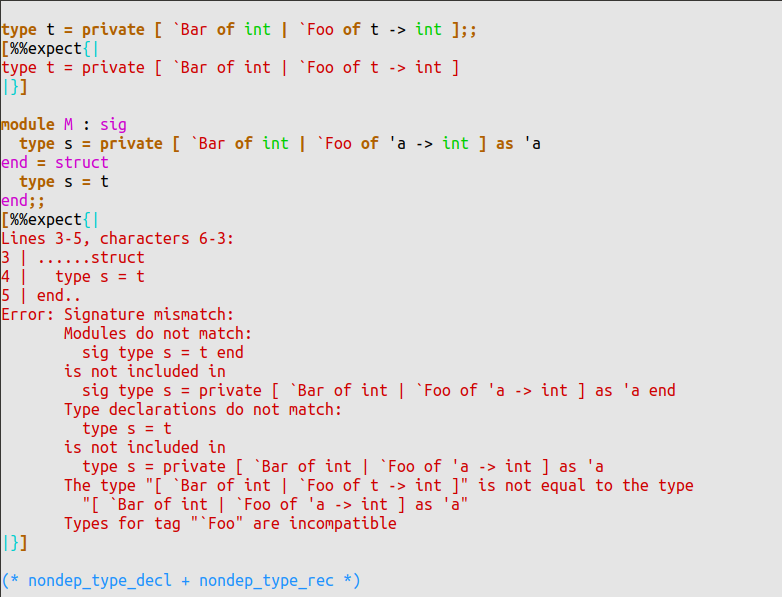 type t = private [ `Bar of int | `Foo of t -> int ];;
[%%expect{|
type t = private [ `Bar of int | `Foo of t -> int ]
|}]
module M : sig
  type s = private [ `Bar of int | `Foo of 'a -> int ] as 'a
end = struct
  type s = t
end;;
[%%expect{|
Lines 3-5, characters 6-3:
3 | ......struct
4 |   type s = t
5 | end..
Error: Signature mismatch:
       Modules do not match:
         sig type s = t end
       is not included in
         sig type s = private [ `Bar of int | `Foo of 'a -> int ] as 'a end
       Type declarations do not match:
         type s = t
       is not included in
         type s = private [ `Bar of int | `Foo of 'a -> int ] as 'a
       The type "[ `Bar of int | `Foo of t -> int ]" is not equal to the type
         "[ `Bar of int | `Foo of 'a -> int ] as 'a"
       Types for tag "`Foo" are incompatible
|}]
(* nondep_type_decl + nondep_type_rec *)